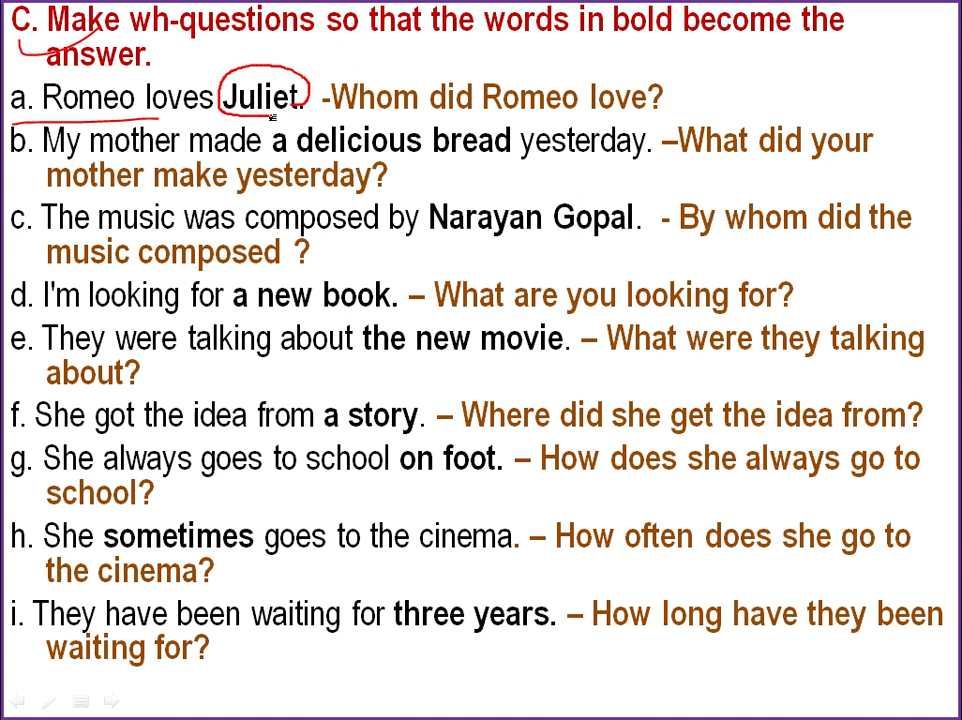 C. Make wh-questions so that the words in bold become the
answer.
a. Romeo loves Juliet. -Whom did Romeo love?
b. My mother made a delicious bread yesterday. –What did your
mother make yesterday?
c. The music was composed by Narayan Gopal. - By whom did the
music composed ?
d. I'm looking for a new book. – What are you looking for?
e. They were talking about the new movie. – What were they talking
about?
f. She got the idea from a story. – Where did she get the idea from?
g. She always goes to school on foot. – How does she always go to
school?
h. She sometimes goes to the cinema. – How often does she go to
the cinema?
i. They have been waiting for three years. – How long have they been
waiting for?